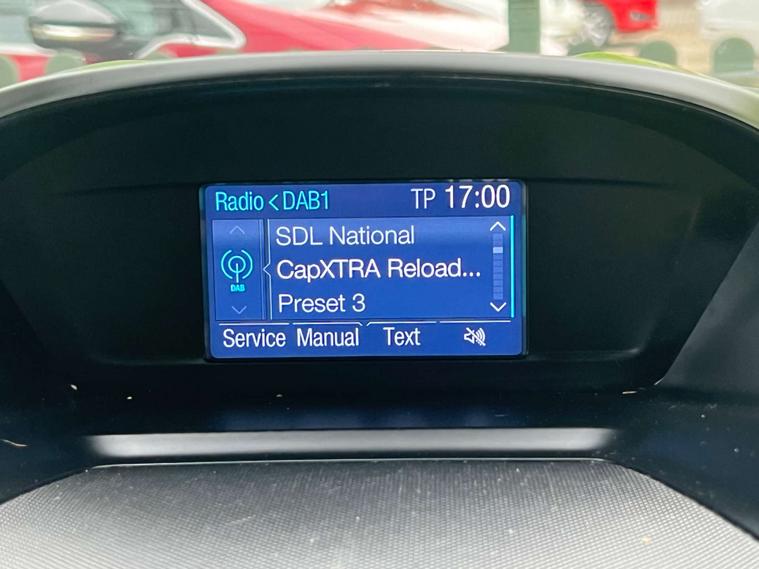 Radio < DAB1 TP 17:00
SDL National
DAB
CapXTRA Reload...
Preset 3
Service Manual Text